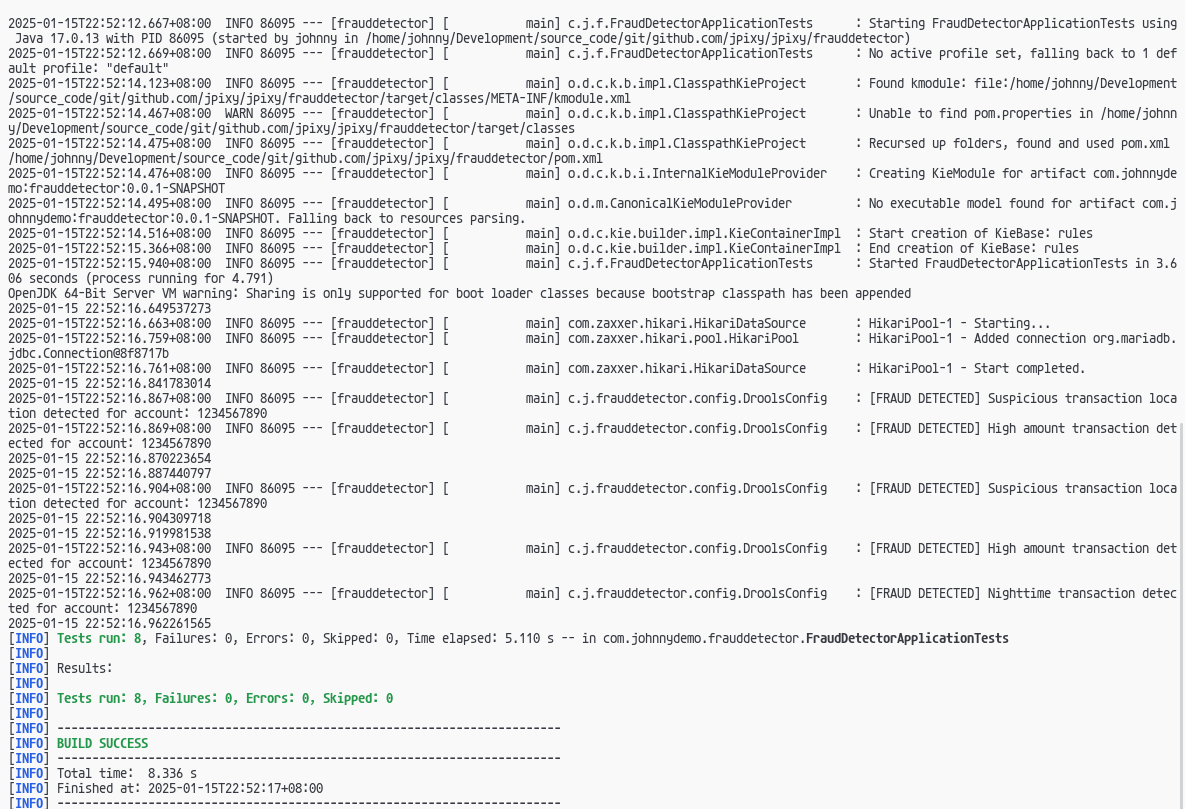 2025-01-15T22:52:12.667+08:00  INFO 86095 --- [frauddetector] [           main] c.j.f.FraudDetectorApplicationTests      : Starting FraudDetectorApplicationTests using
 Java 17.0.13 with PID 86095 (started by johnny in /home/johnny/Development/source_code/git/github.com/jpixy/jpixy/frauddetector)
2025-01-15T22:52:12.669+08:00  INFO 86095 --- [frauddetector] [           main] c.j.f.FraudDetectorApplicationTests      : No active profile set, falling back to 1 def
ault profile: "default"
2025-01-15T22:52:14.123+08:00  INFO 86095 --- [frauddetector] [           main] o.d.c.k.b.impl.ClasspathKieProject       : Found kmodule: file:/home/johnny/Development
/source_code/git/github.com/jpixy/jpixy/frauddetector/target/classes/META-INF/kmodule.xml
2025-01-15T22:52:14.467+08:00  WARN 86095 --- [frauddetector] [           main] o.d.c.k.b.impl.ClasspathKieProject       : Unable to find pom.properties in /home/johnn
y/Development/source_code/git/github.com/jpixy/jpixy/frauddetector/target/classes
2025-01-15T22:52:14.475+08:00  INFO 86095 --- [frauddetector] [           main] o.d.c.k.b.impl.ClasspathKieProject       : Recursed up folders, found and used pom.xml
/home/johnny/Development/source_code/git/github.com/jpixy/jpixy/frauddetector/pom.xml
2025-01-15T22:52:14.476+08:00  INFO 86095 --- [frauddetector] [           main] o.d.c.k.b.i.InternalKieModuleProvider    : Creating KieModule for artifact com.johnnyde
mo:frauddetector:0.0.1-SNAPSHOT
2025-01-15T22:52:14.495+08:00  INFO 86095 --- [frauddetector] [           main] o.d.m.CanonicalKieModuleProvider         : No executable model found for artifact com.j
ohnnydemo:frauddetector:0.0.1-SNAPSHOT. Falling back to resources parsing.
2025-01-15T22:52:14.516+08:00  INFO 86095 --- [frauddetector] [           main] o.d.c.kie.builder.impl.KieContainerImpl  : Start creation of KieBase: rules
2025-01-15T22:52:15.366+08:00  INFO 86095 --- [frauddetector] [           main] o.d.c.kie.builder.impl.KieContainerImpl  : End creation of KieBase: rules
2025-01-15T22:52:15.940+08:00  INFO 86095 --- [frauddetector] [           main] c.j.f.FraudDetectorApplicationTests      : Started FraudDetectorApplicationTests in 3.6
06 seconds (process running for 4.791)
OpenJDK 64-Bit Server VM warning: Sharing is only supported for boot loader classes because bootstrap classpath has been appended
2025-01-15 22:52:16.649537273
2025-01-15T22:52:16.663+08:00  INFO 86095 --- [frauddetector] [           main] com.zaxxer.hikari.HikariDataSource       : HikariPool-1 - Starting...
2025-01-15T22:52:16.759+08:00  INFO 86095 --- [frauddetector] [           main] com.zaxxer.hikari.pool.HikariPool        : HikariPool-1 - Added connection org.mariadb.
jdbc.Connection@8f8717b
2025-01-15T22:52:16.761+08:00  INFO 86095 --- [frauddetector] [           main] com.zaxxer.hikari.HikariDataSource       : HikariPool-1 - Start completed.
2025-01-15 22:52:16.841783014
2025-01-15T22:52:16.867+08:00  INFO 86095 --- [frauddetector] [           main] c.j.frauddetector.config.DroolsConfig    : [FRAUD DETECTED] Suspicious transaction loca
tion detected for account: 1234567890
2025-01-15T22:52:16.869+08:00  INFO 86095 --- [frauddetector] [           main] c.j.frauddetector.config.DroolsConfig    : [FRAUD DETECTED] High amount transaction det
ected for account: 1234567890
2025-01-15 22:52:16.870223654
2025-01-15 22:52:16.887440797
2025-01-15T22:52:16.904+08:00  INFO 86095 --- [frauddetector] [           main] c.j.frauddetector.config.DroolsConfig    : [FRAUD DETECTED] Suspicious transaction loca
tion detected for account: 1234567890
2025-01-15 22:52:16.904309718
2025-01-15 22:52:16.919981538
2025-01-15T22:52:16.943+08:00  INFO 86095 --- [frauddetector] [           main] c.j.frauddetector.config.DroolsConfig    : [FRAUD DETECTED] High amount transaction det
ected for account: 1234567890
2025-01-15 22:52:16.943462773
2025-01-15T22:52:16.962+08:00  INFO 86095 --- [frauddetector] [           main] c.j.frauddetector.config.DroolsConfig    : [FRAUD DETECTED] Nighttime transaction detec
ted for account: 1234567890
2025-01-15 22:52:16.962261565
[INFO] Tests run: 8, Failures: 0, Errors: 0, Skipped: 0, Time elapsed: 5.110 s -- in com.johnnydemo.frauddetector.FraudDetectorApplicationTests
[INFO]
[INFO] Results:
[INFO]
[INFO] Tests run: 8, Failures: 0, Errors: 0, Skipped: 0
[INFO]
[INFO] ------------------------------------------------------------------------
[INFO] BUILD SUCCESS
[INFO] ------------------------------------------------------------------------
[INFO] Total time:  8.336 s
[INFO] Finished at: 2025-01-15T22:52:17+08:00
[INFO] ------------------------------------------------------------------------